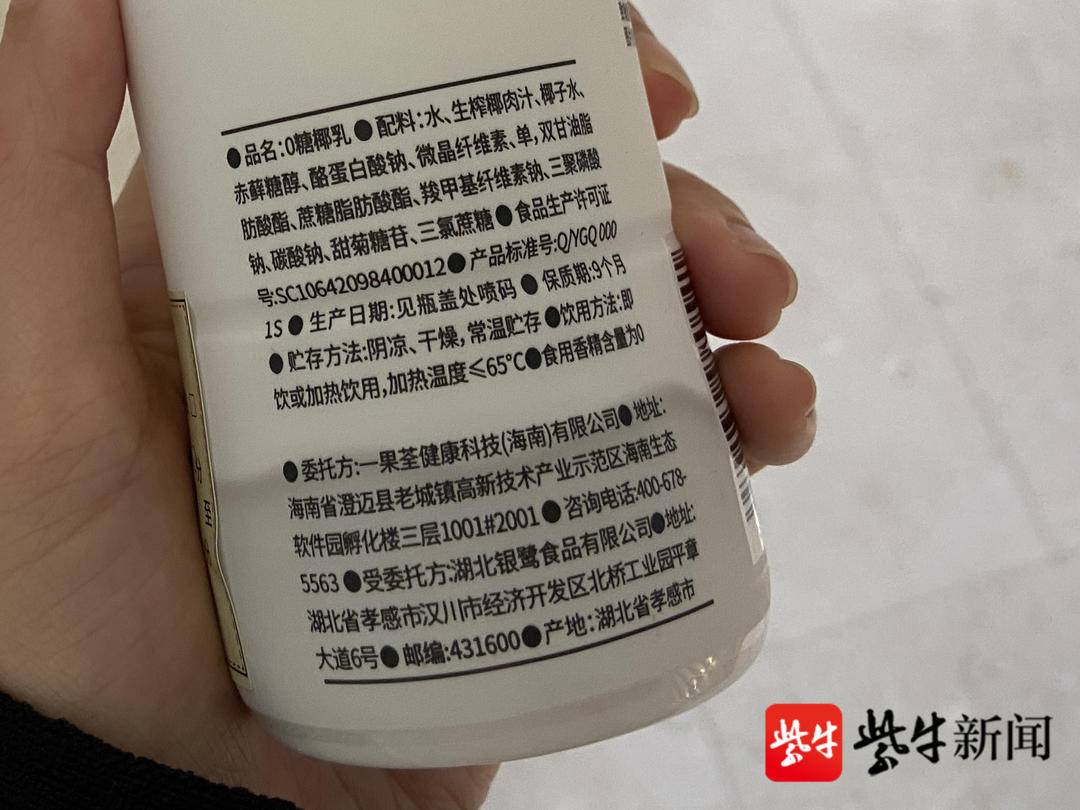 ●品名:0糖椰乳●配料:水、生榨椰肉汁、椰子水、
赤藓糖醇、酪蛋白酸钠、微晶纤维素、单,双甘油脂
肪酸酯、蔗糖脂肪酸酯、羧甲基纤维素钠、三聚磷酸
钠、碳酸钠、甜菊糖苷、三氯蔗糖●食品生产许可证
号:SC10642098400012●产品标准号:Q/YGQ 000
1S●生产日期:见瓶盖处喷码●保质期:9个月
●贮存方法:阴凉、干燥,常温贮存●饮用方法:即
饮或加热饮用,加热温度≤65°C●食用香精含量为0
●委托方:一果荃健康科技(海南)有限公司●地址:
海南省澄迈县老城镇高新技术产业示范区海南生态
软件园孵化楼三层1001#2001●咨询电话:400-678-
5563●受委托方:湖北银鹭食品有限公司●地址:
湖北省孝感市汉川市经济开发区北桥工业园平章
大道6号●邮编:431600●产地:湖北省孝感市
紫牛
紫牛新闻